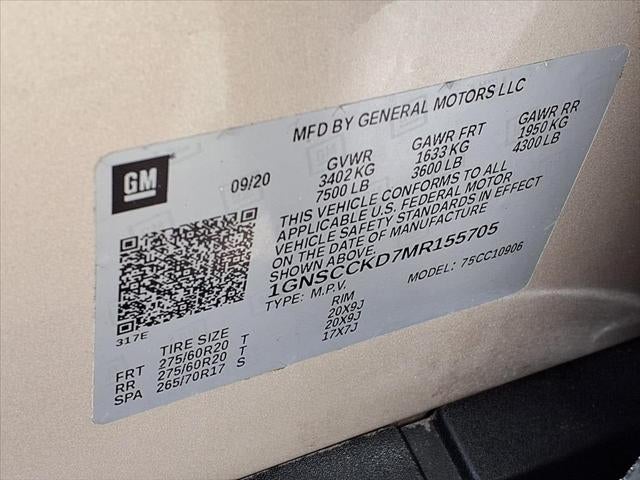 MFD BY GENERAL MOTORS LLC
GM
09/20
GVWR GAWR FRT GAWR RR
3402 KG 1633 KG 1950 KG
7500 LB 3600 LB 4300 LB
THIS VEHICLE CONFORMS TO ALL
APPLICABLE U.S. FEDERAL MOTOR
VEHICLE SAFETY STANDARDS IN EFFECT
ON THE DATE OF MANUFACTURE
SHOWN ABOVE.
1GNSCCKD7MR155705
TYPE: M.P.V. MODEL: 75CC10906
317E
TIRE SIZE RIM
FRT 275/60R20 T 20X9J
RR 275/60R20 T 20X9J
SPA 265/70R17 S 17X7J